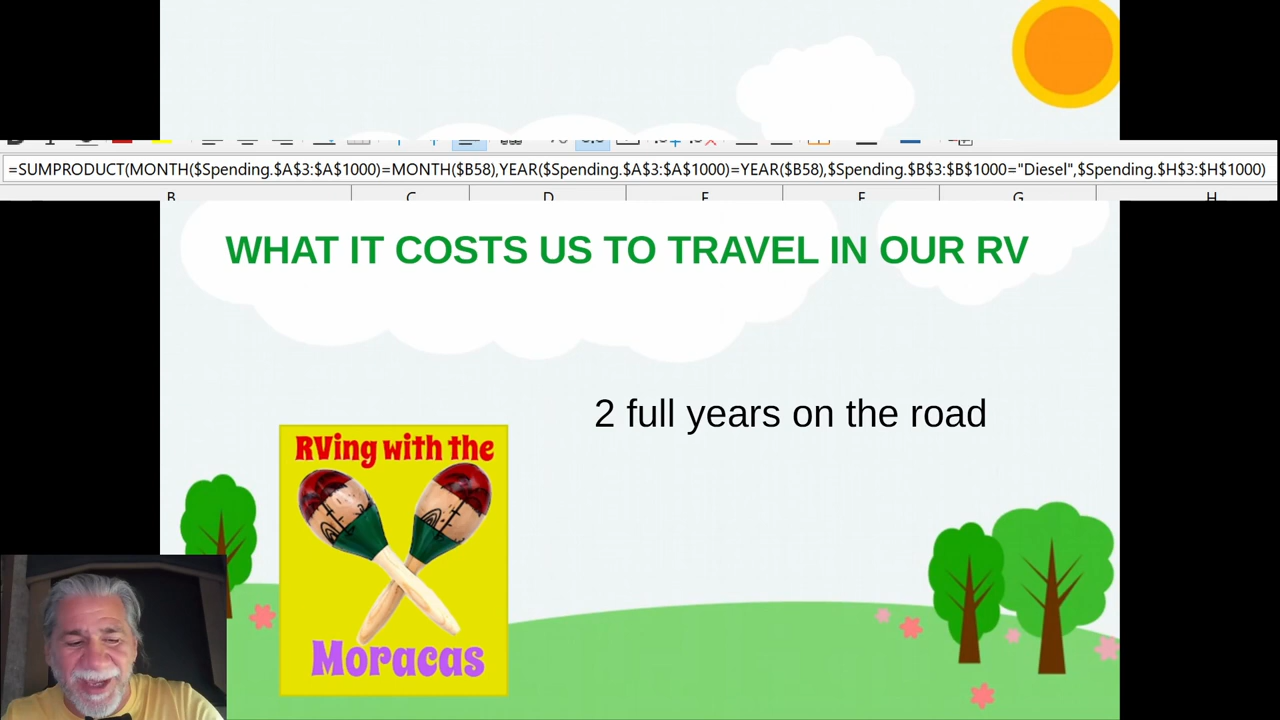 =SUMPRODUCT(MONTH($Spending.$A$3:$A$1000)=MONTH($B58),YEAR($Spending.$A$3:$A$1000)=YEAR($B58),$Spending.$B$3:$B$1000="Diesel",$Spending.$H$3:$H$1000)
B C D E F G H
WHAT IT COSTS US TO TRAVEL IN OUR RV
2 full years on the road
RVing with the
Moracas